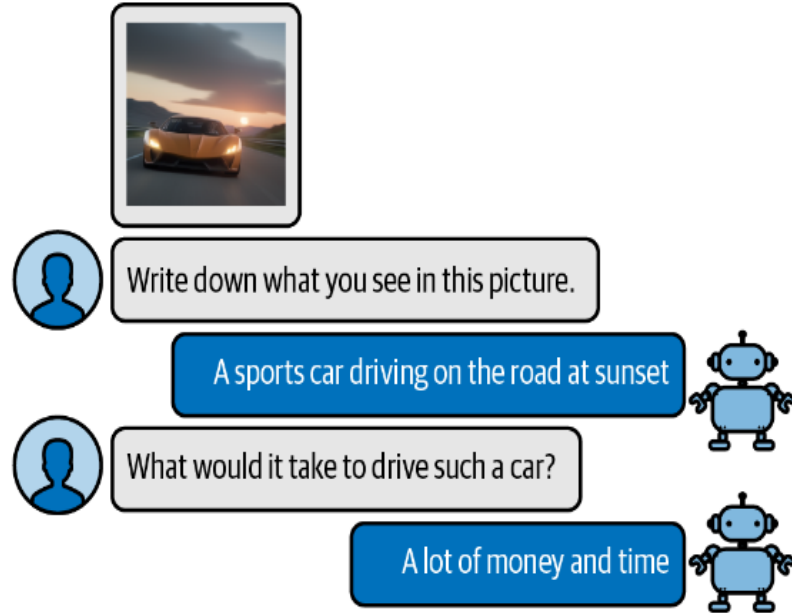 Write down what you see in this picture.
A sports car driving on the road at sunset
What would it take to drive such a car?
A lot of money and time